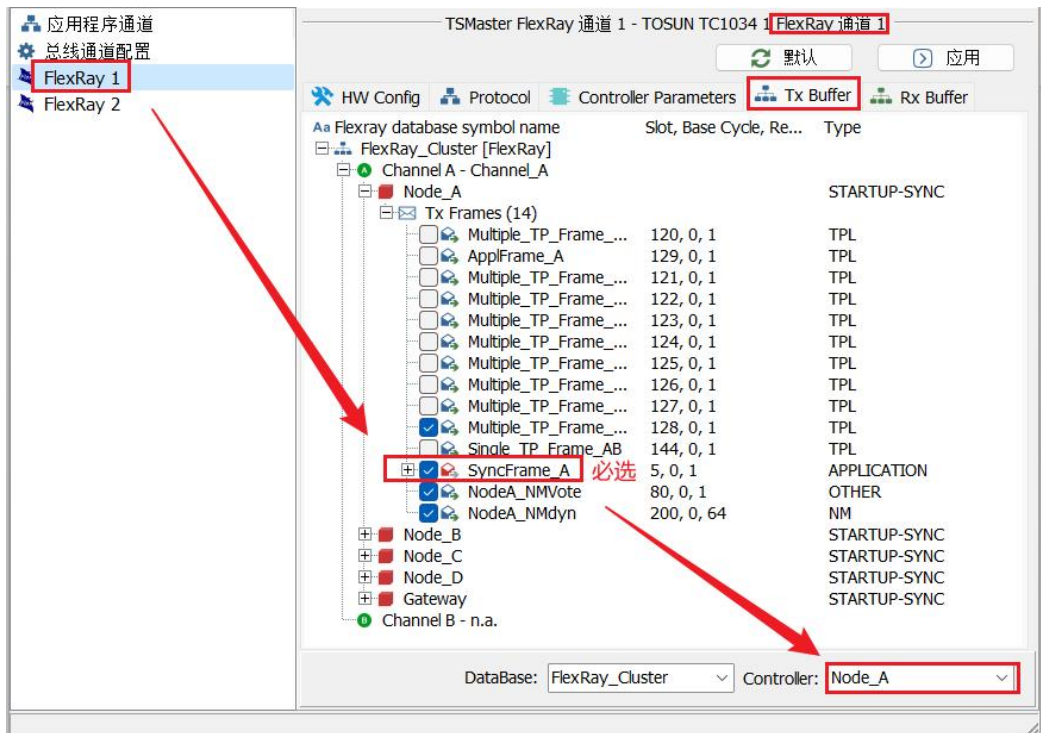 应用程序通道
总线通道配置
FlexRay 1
FlexRay 2
TSMaster FlexRay 通道 1 - TOSUN TC1034 1 FlexRay 通道 1
默认
应用
HW Config
Protocol
Controller Parameters
Tx Buffer
Rx Buffer
Aa Flexray database symbol name Slot, Base Cycle, Re... Type
FlexRay_Cluster [FlexRay]
A Channel A - Channel_A
Node_A STARTUP-SYNC
Tx Frames (14)
Multiple_TP_Frame_... 120, 0, 1 TPL
ApplFrame_A 129, 0, 1 TPL
Multiple_TP_Frame_... 121, 0, 1 TPL
Multiple_TP_Frame_... 122, 0, 1 TPL
Multiple_TP_Frame_... 123, 0, 1 TPL
Multiple_TP_Frame_... 124, 0, 1 TPL
Multiple_TP_Frame_... 125, 0, 1 TPL
Multiple_TP_Frame_... 126, 0, 1 TPL
Multiple_TP_Frame_... 127, 0, 1 TPL
Multiple_TP_Frame_... 128, 0, 1 TPL
Single_TP_Frame_AB 144, 0, 1 TPL
SyncFrame_A 必选 5, 0, 1 APPLICATION
NodeA_NMVote 80, 0, 1 OTHER
NodeA_NMdyn 200, 0, 64 NM
Node_B STARTUP-SYNC
Node_C STARTUP-SYNC
Node_D STARTUP-SYNC
Gateway STARTUP-SYNC
B Channel B - n.a.
DataBase: FlexRay_Cluster Controller: Node_A